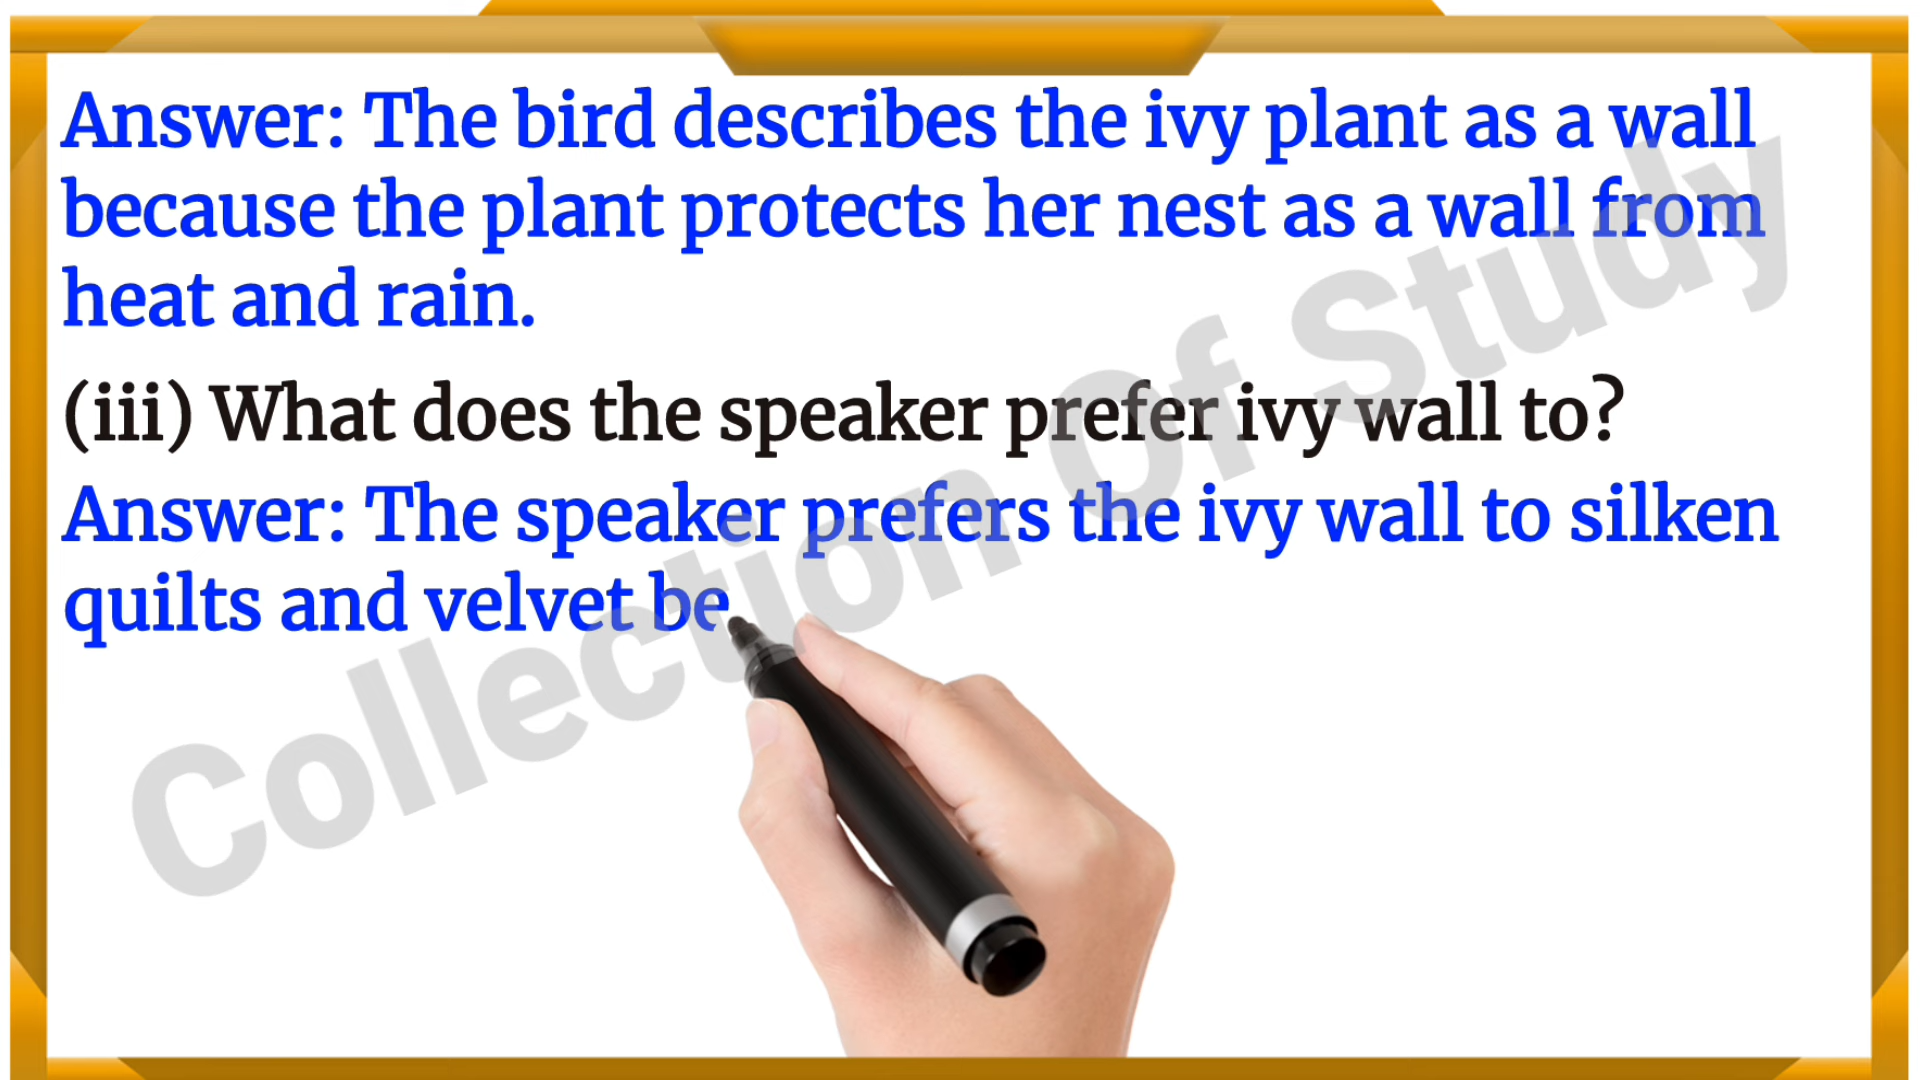 Answer: The bird describes the ivy plant as a wall
because the plant protects her nest as a wall from
heat and rain.
(iii) What does the speaker prefer ivy wall to?
Answer: The speaker prefers the ivy wall to silken
quilts and velvet be
Collection Of Study